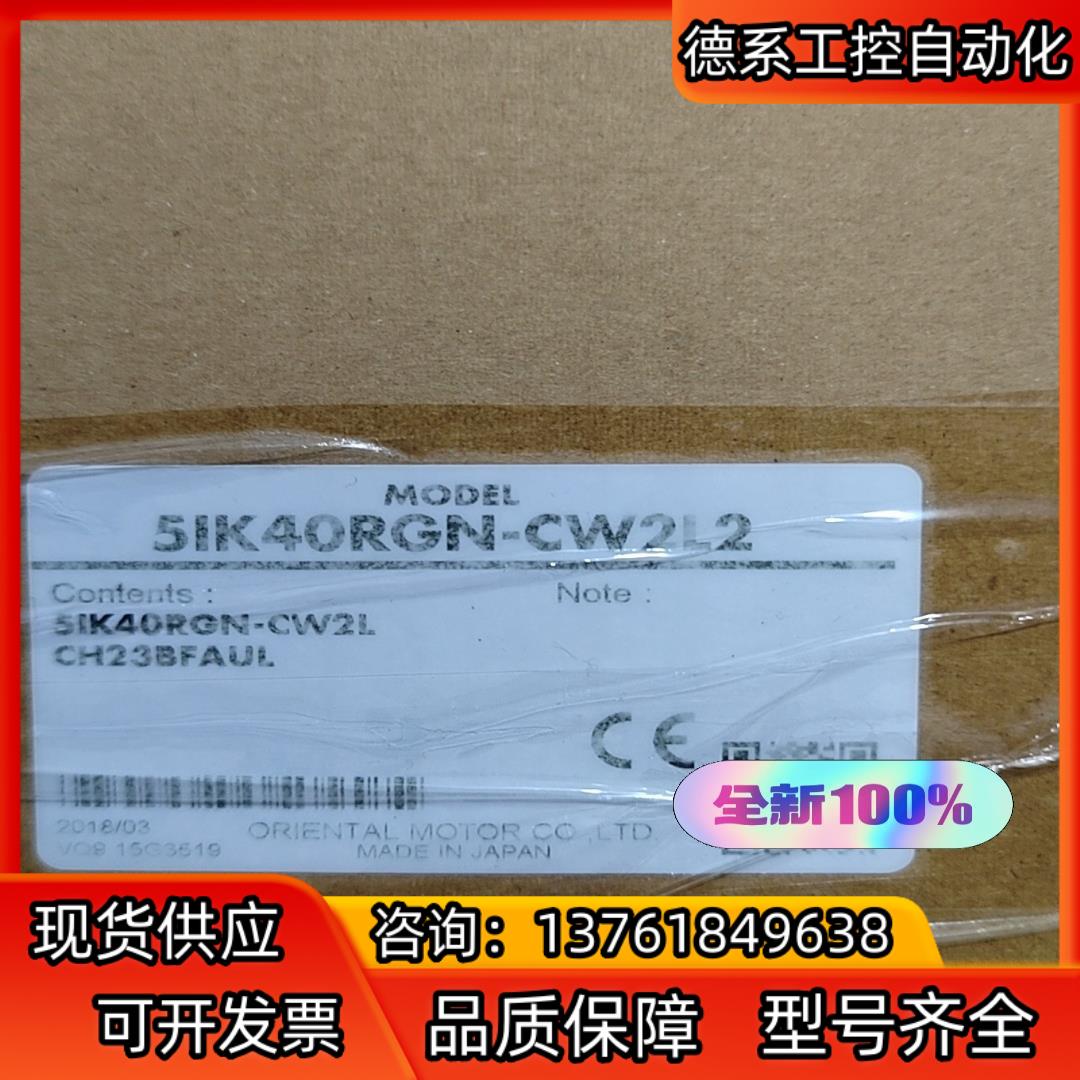 德系工控自动化
MODEL
5IK40RGN-CW2L2
Contents :
Note :
5IK40RGN-CW2L
CH23BFAUL
CE
全新100%
2018/03
ORIENTAL MOTOR CO.,LTD.
MADE IN JAPAN
现货供应
咨询：13761849638
可开发票
品质保障
型号齐全